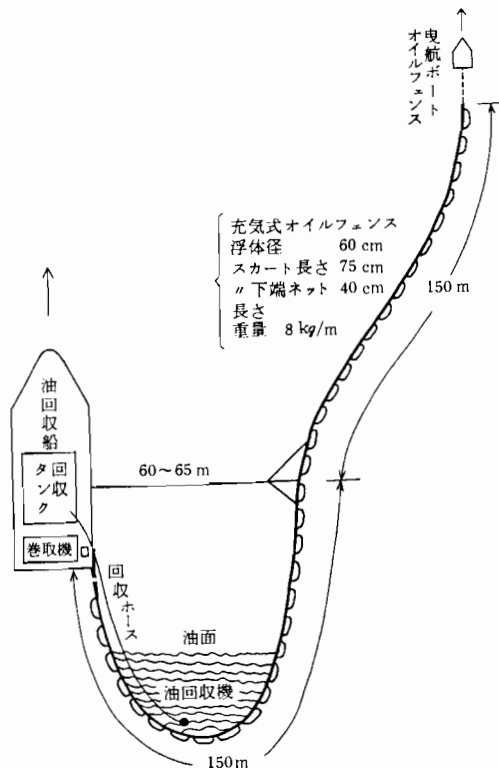 曳航ボート
オイルフェンス
充気式オイルフェンス
浮体径 60 cm
スカート長さ 75 cm
〃下端ネット 40 cm
長さ
重量 8 kg/m
150 m
油回収船
回収
タンク
巻取機
60～65 m
回収ホース
油面
油回収機
150 m